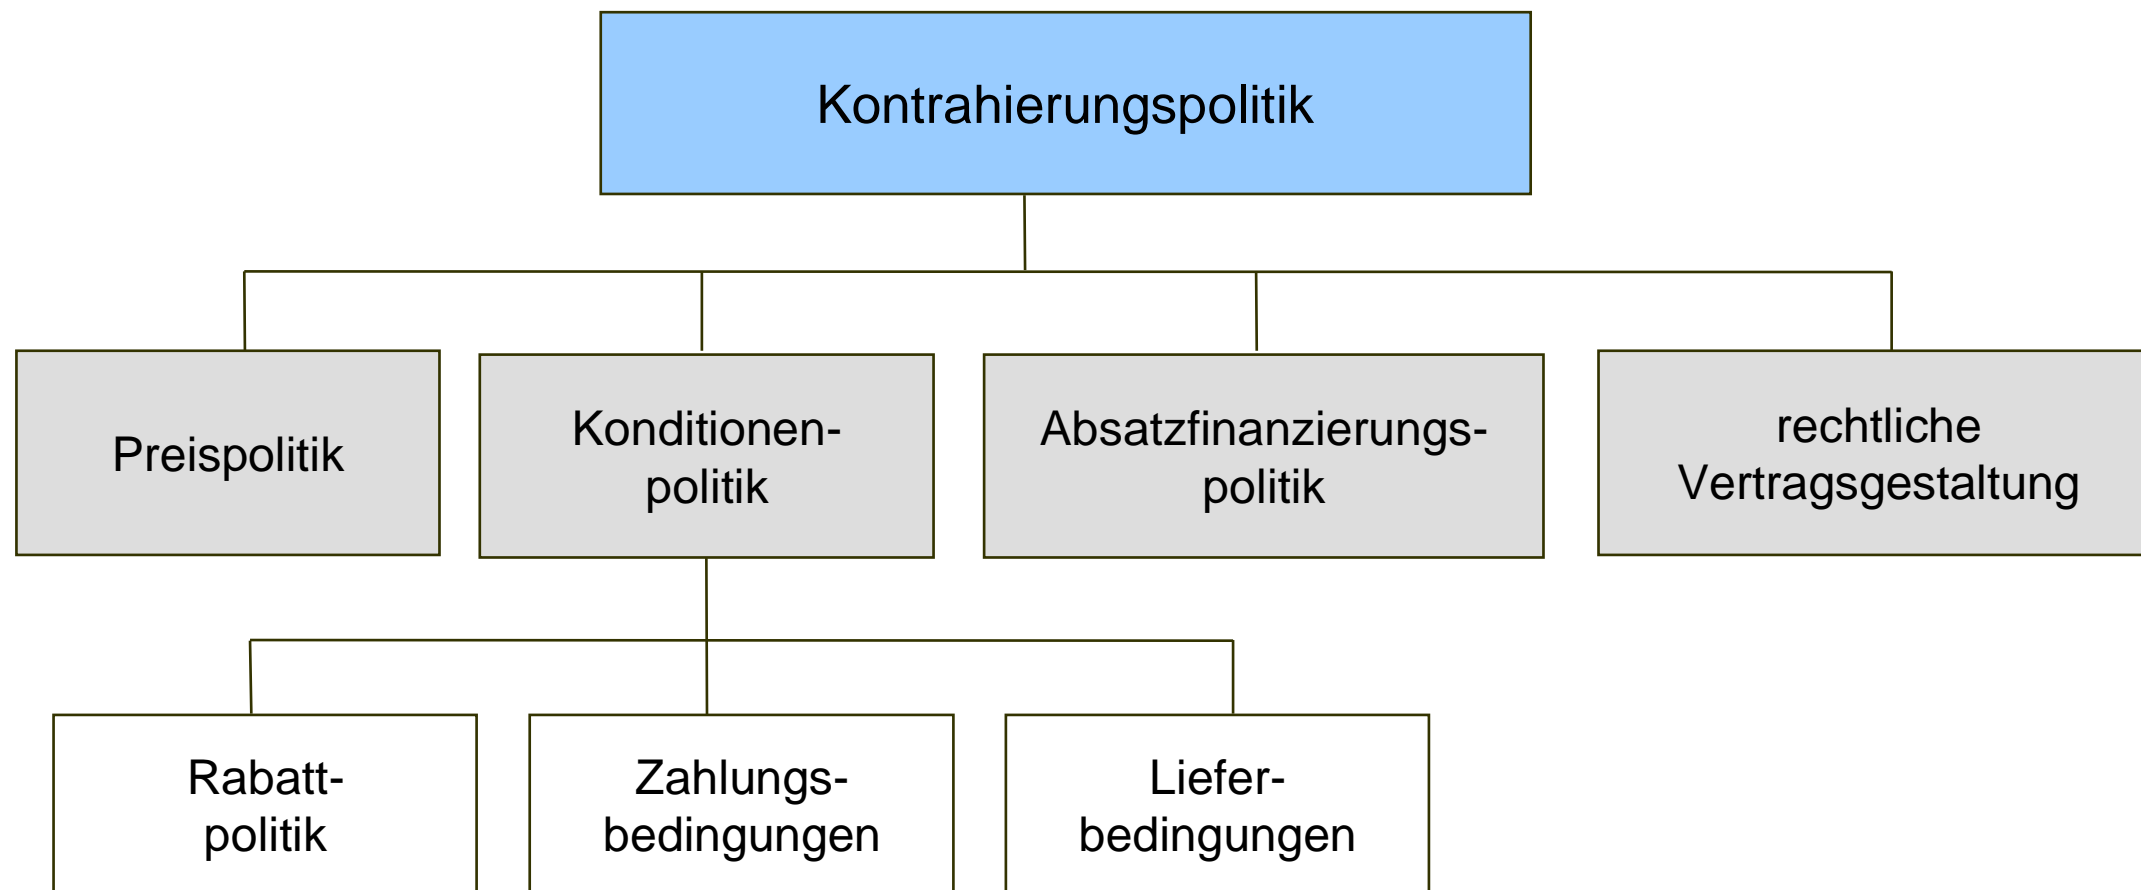 Kontrahierungspolitik
Preispolitik
Konditionen-
politik
Absatzfinanzierungs-
politik
rechtliche
Vertragsgestaltung
Rabatt-
politik
Zahlungs-
bedingungen
Liefer-
bedingungen